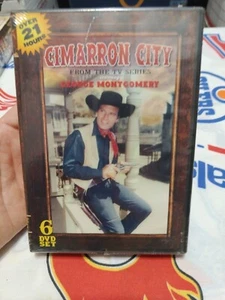 OVER
21
HOURS
CIMARRON CITY
FROM THE TV SERIES
GEORGE MONTGOMERY
6
DVD
SET